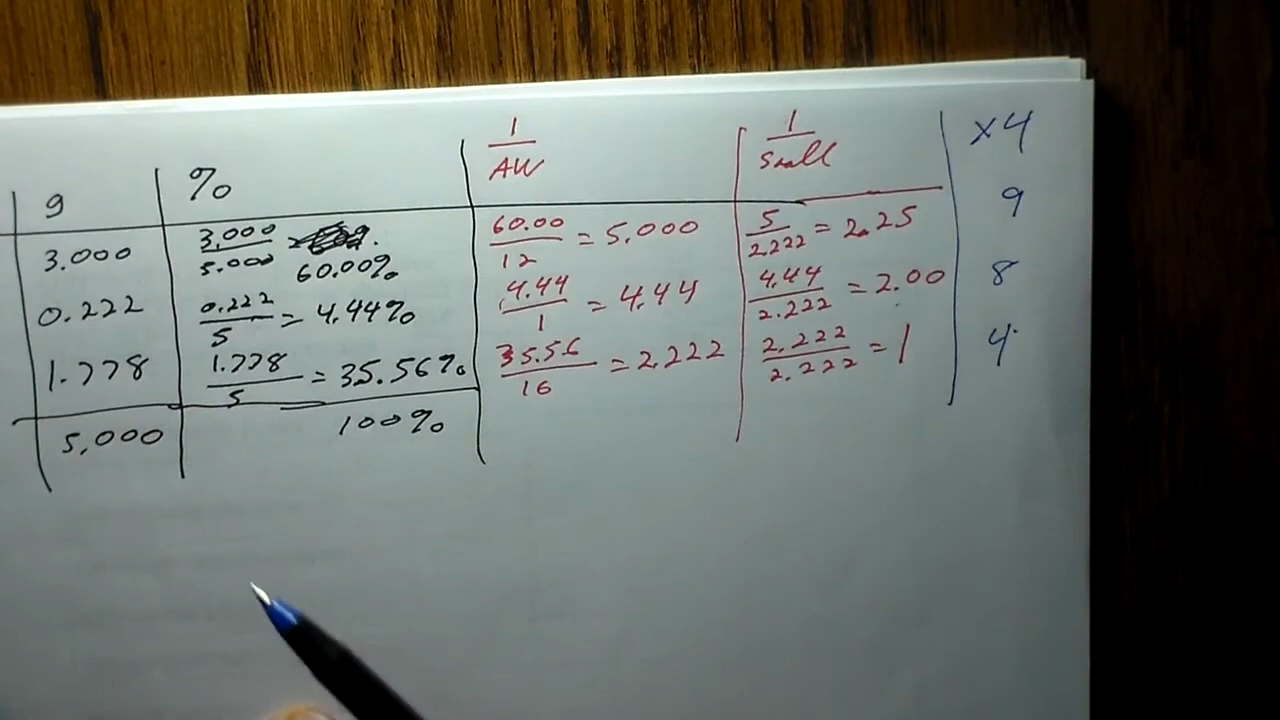 g % 1/AW 1/Small x4
3.000 3.000/5.000 = 60.00% 60.00/12 = 5.000 5/2.222 = 2.25 9
0.222 0.222/5 = 4.44% 4.44/1 = 4.44 4.44/2.222 = 2.00 8
1.778 1.778/5 = 35.56% 35.56/16 = 2.222 2.222/2.222 = 1 4
5.000 100%